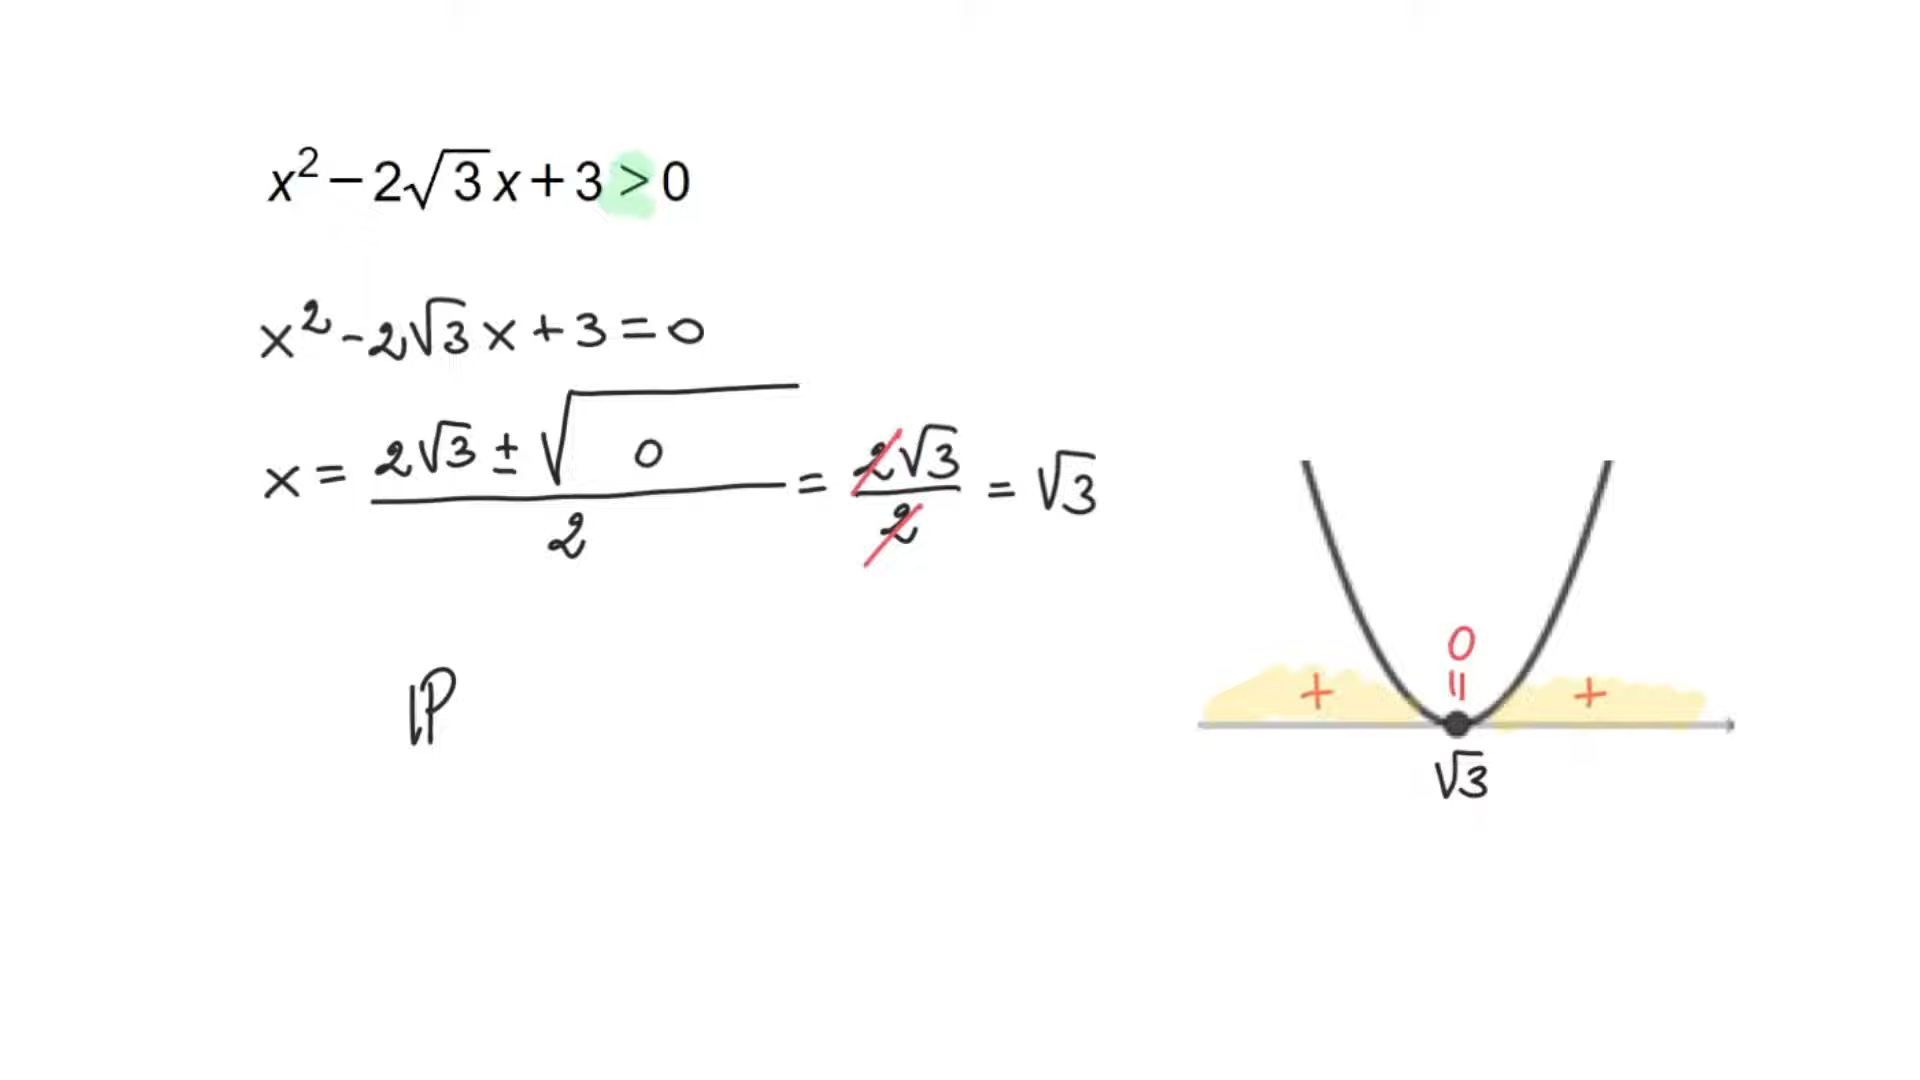 x² − 2√3 x + 3 > 0
x² - 2√3 x + 3 = 0
x = (2√3 ± √0)/2 = 2√3/2 = √3
0
=
+ +
√3
IP